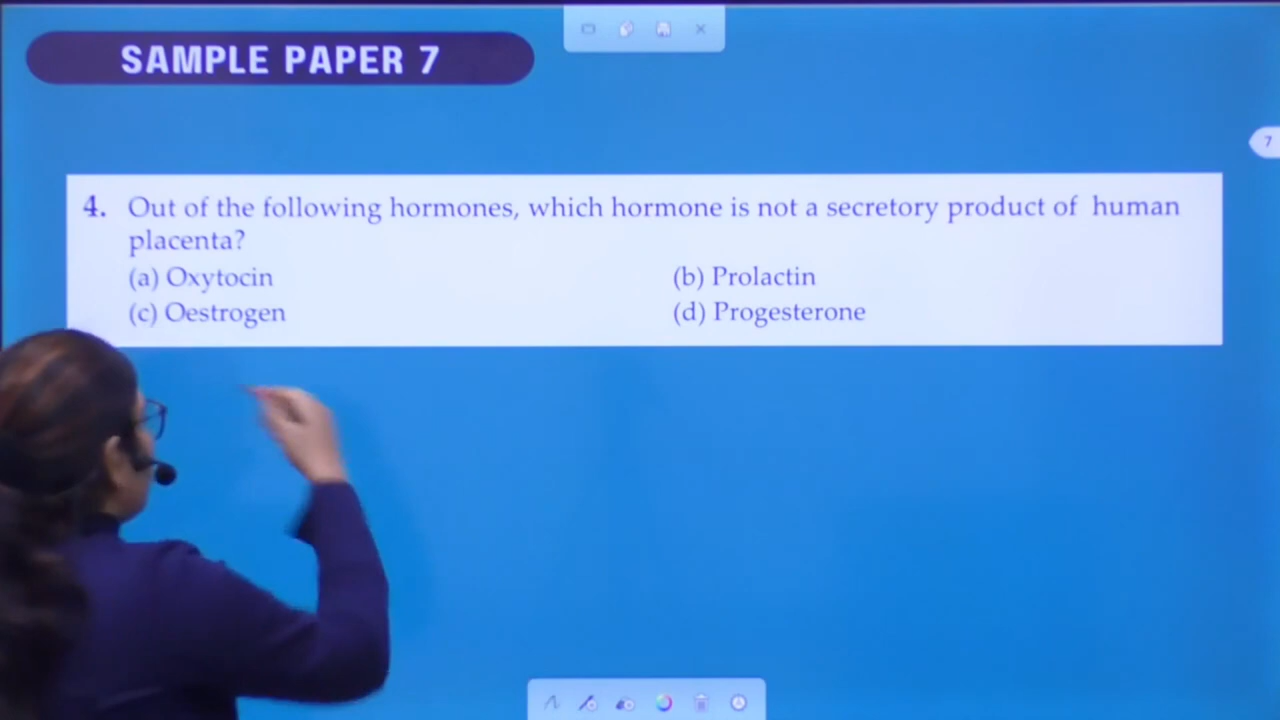 SAMPLE PAPER 7
7
4. Out of the following hormones, which hormone is not a secretory product of human
placenta?
(a) Oxytocin (b) Prolactin
(c) Oestrogen (d) Progesterone